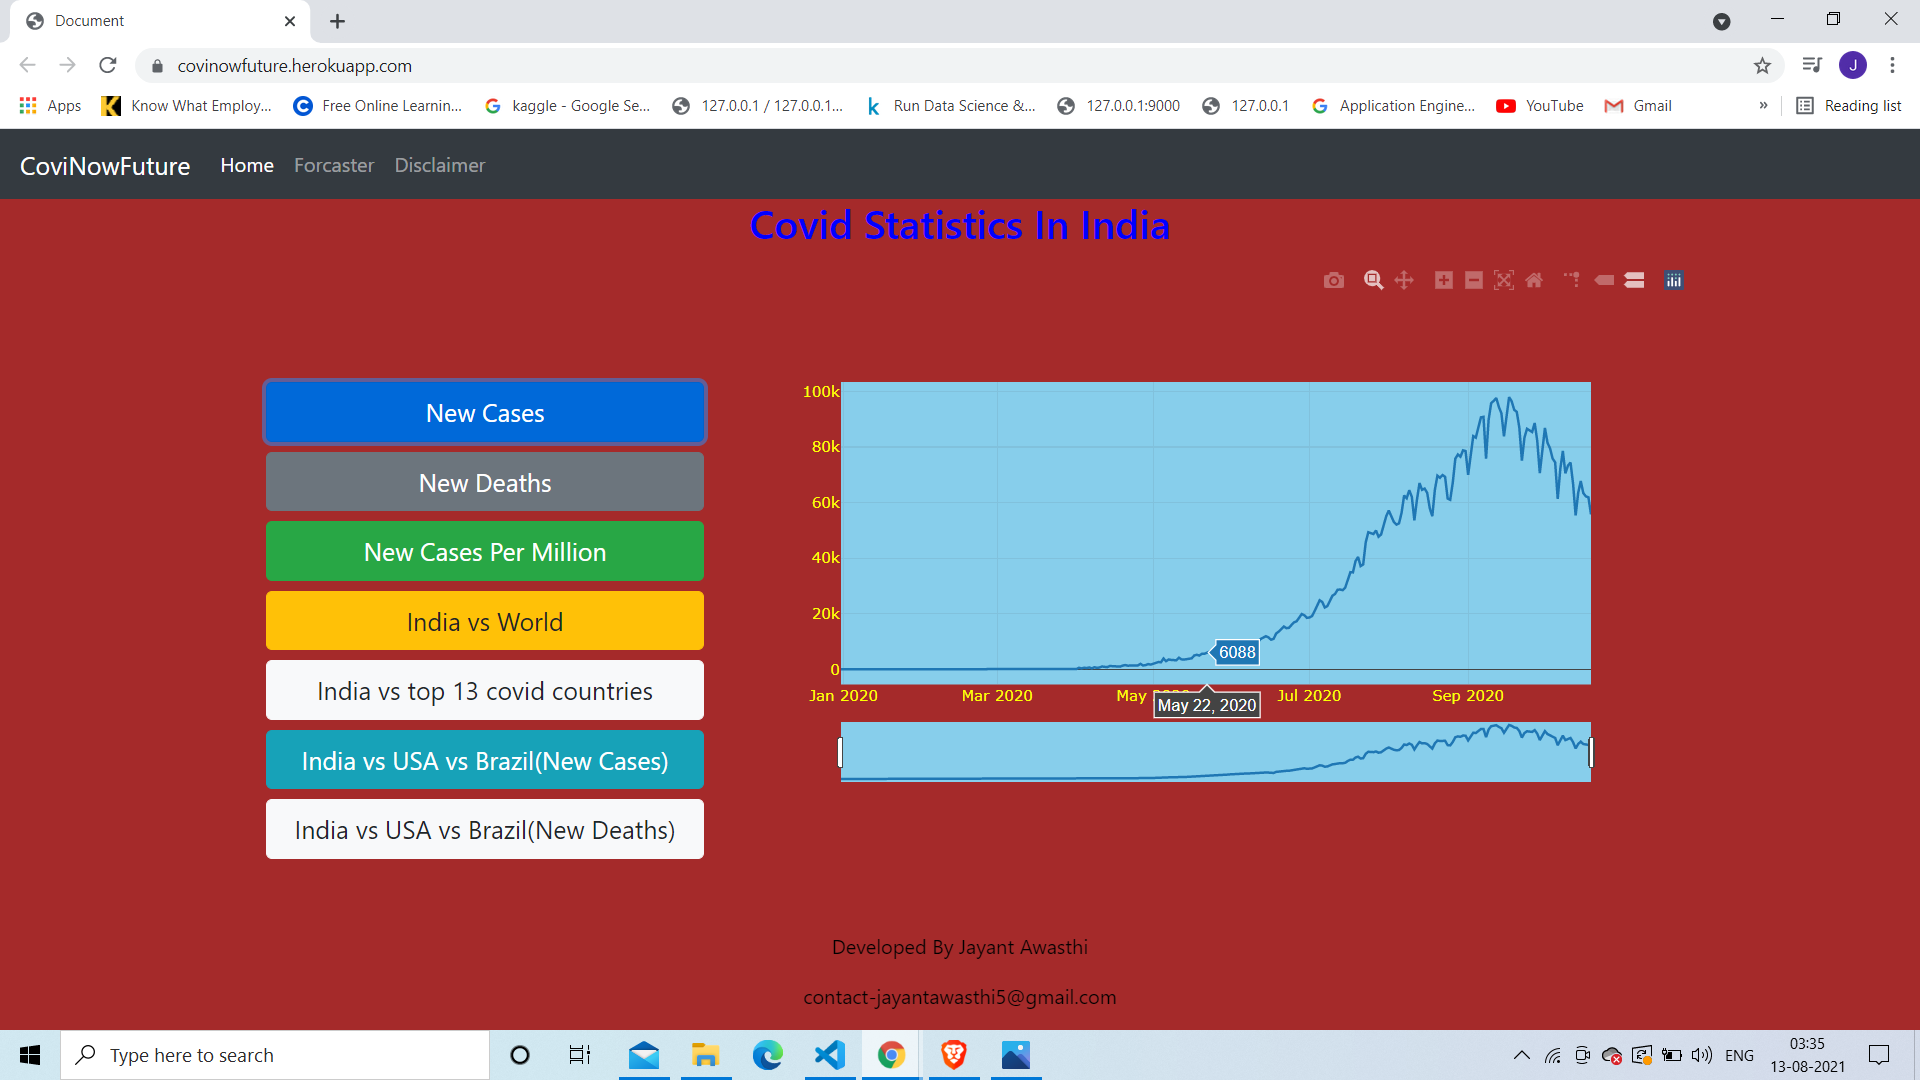 Document
covinowfuture.herokuapp.com
J
Apps
Know What Employ...
Free Online Learnin...
kaggle - Google Se...
127.0.0.1 / 127.0.0.1...
Run Data Science &...
127.0.0.1:9000
127.0.0.1
Application Engine...
YouTube
Gmail
»
Reading list
CoviNowFuture
Home
Forcaster
Disclaimer
Covid Statistics In India
New Cases
New Deaths
New Cases Per Million
India vs World
India vs top 13 covid countries
India vs USA vs Brazil(New Cases)
India vs USA vs Brazil(New Deaths)
100k
80k
60k
40k
20k
0
6088
Jan 2020
Mar 2020
May
Jul 2020
Sep 2020
May 22, 2020
Developed By Jayant Awasthi
contact-jayantawasthi5@gmail.com
Type here to search
ENG
03:35
13-08-2021